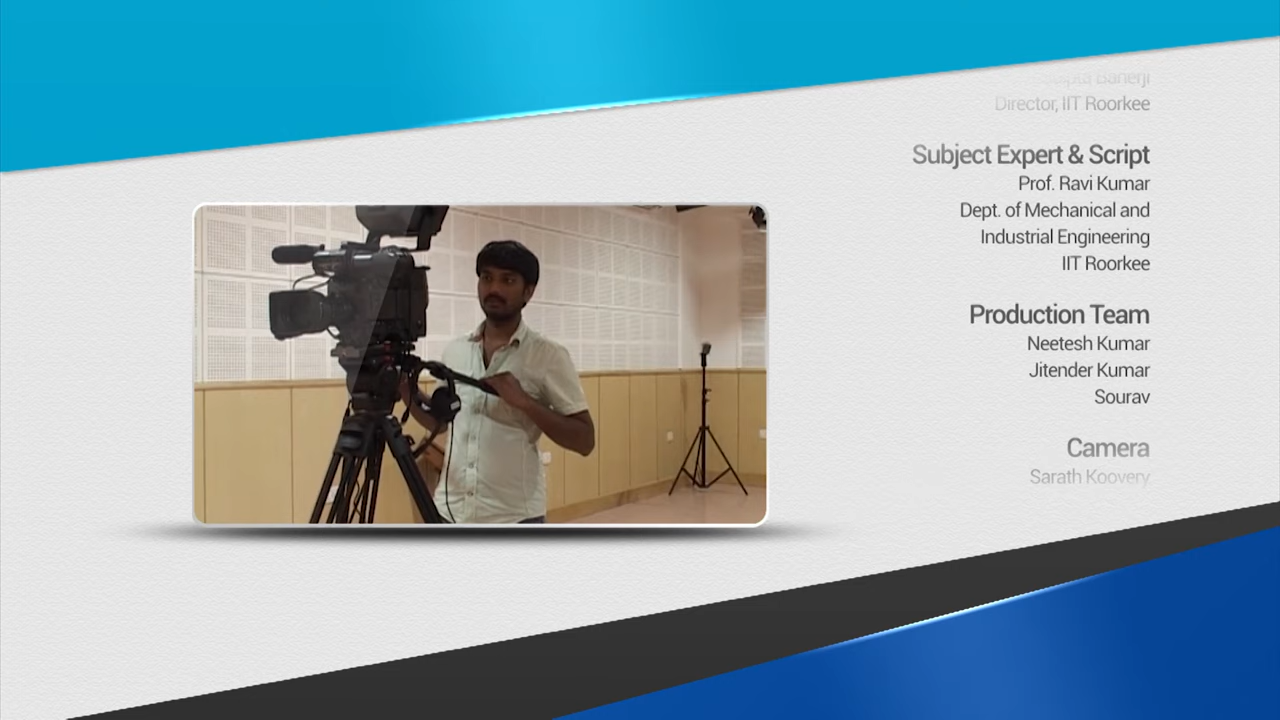 Banerji
Director, IIT Roorkee
Subject Expert & Script
Prof. Ravi Kumar
Dept. of Mechanical and
Industrial Engineering
IIT Roorkee
Production Team
Neetesh Kumar
Jitender Kumar
Sourav
Camera
Sarath Koovery